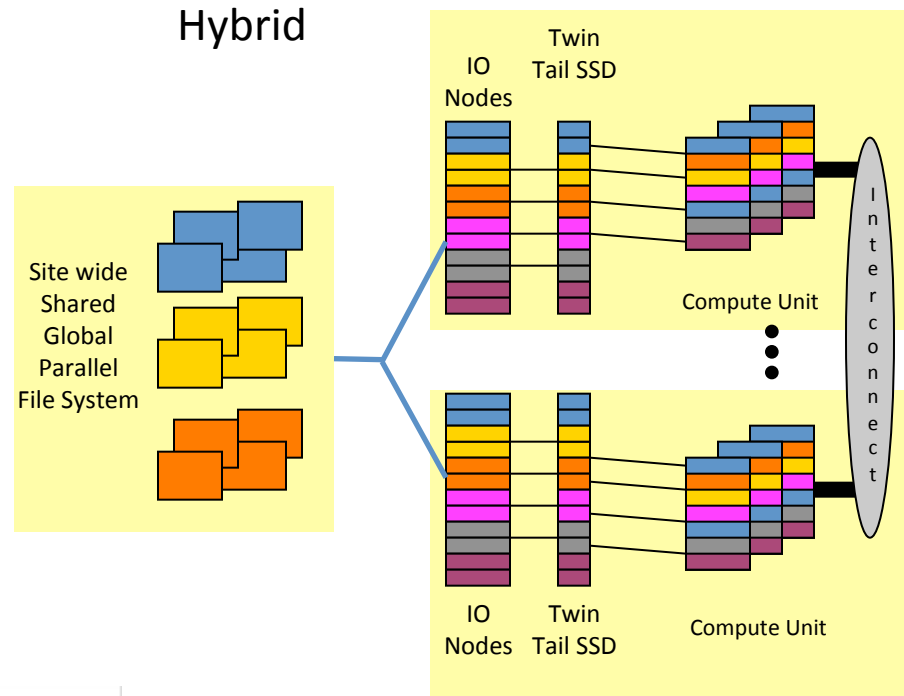 Hybrid
IO
Nodes
Twin
Tail SSD
Site wide
Shared
Global
Parallel
File System
Compute Unit
Interconnect
IO
Nodes
Twin
Tail SSD
Compute Unit